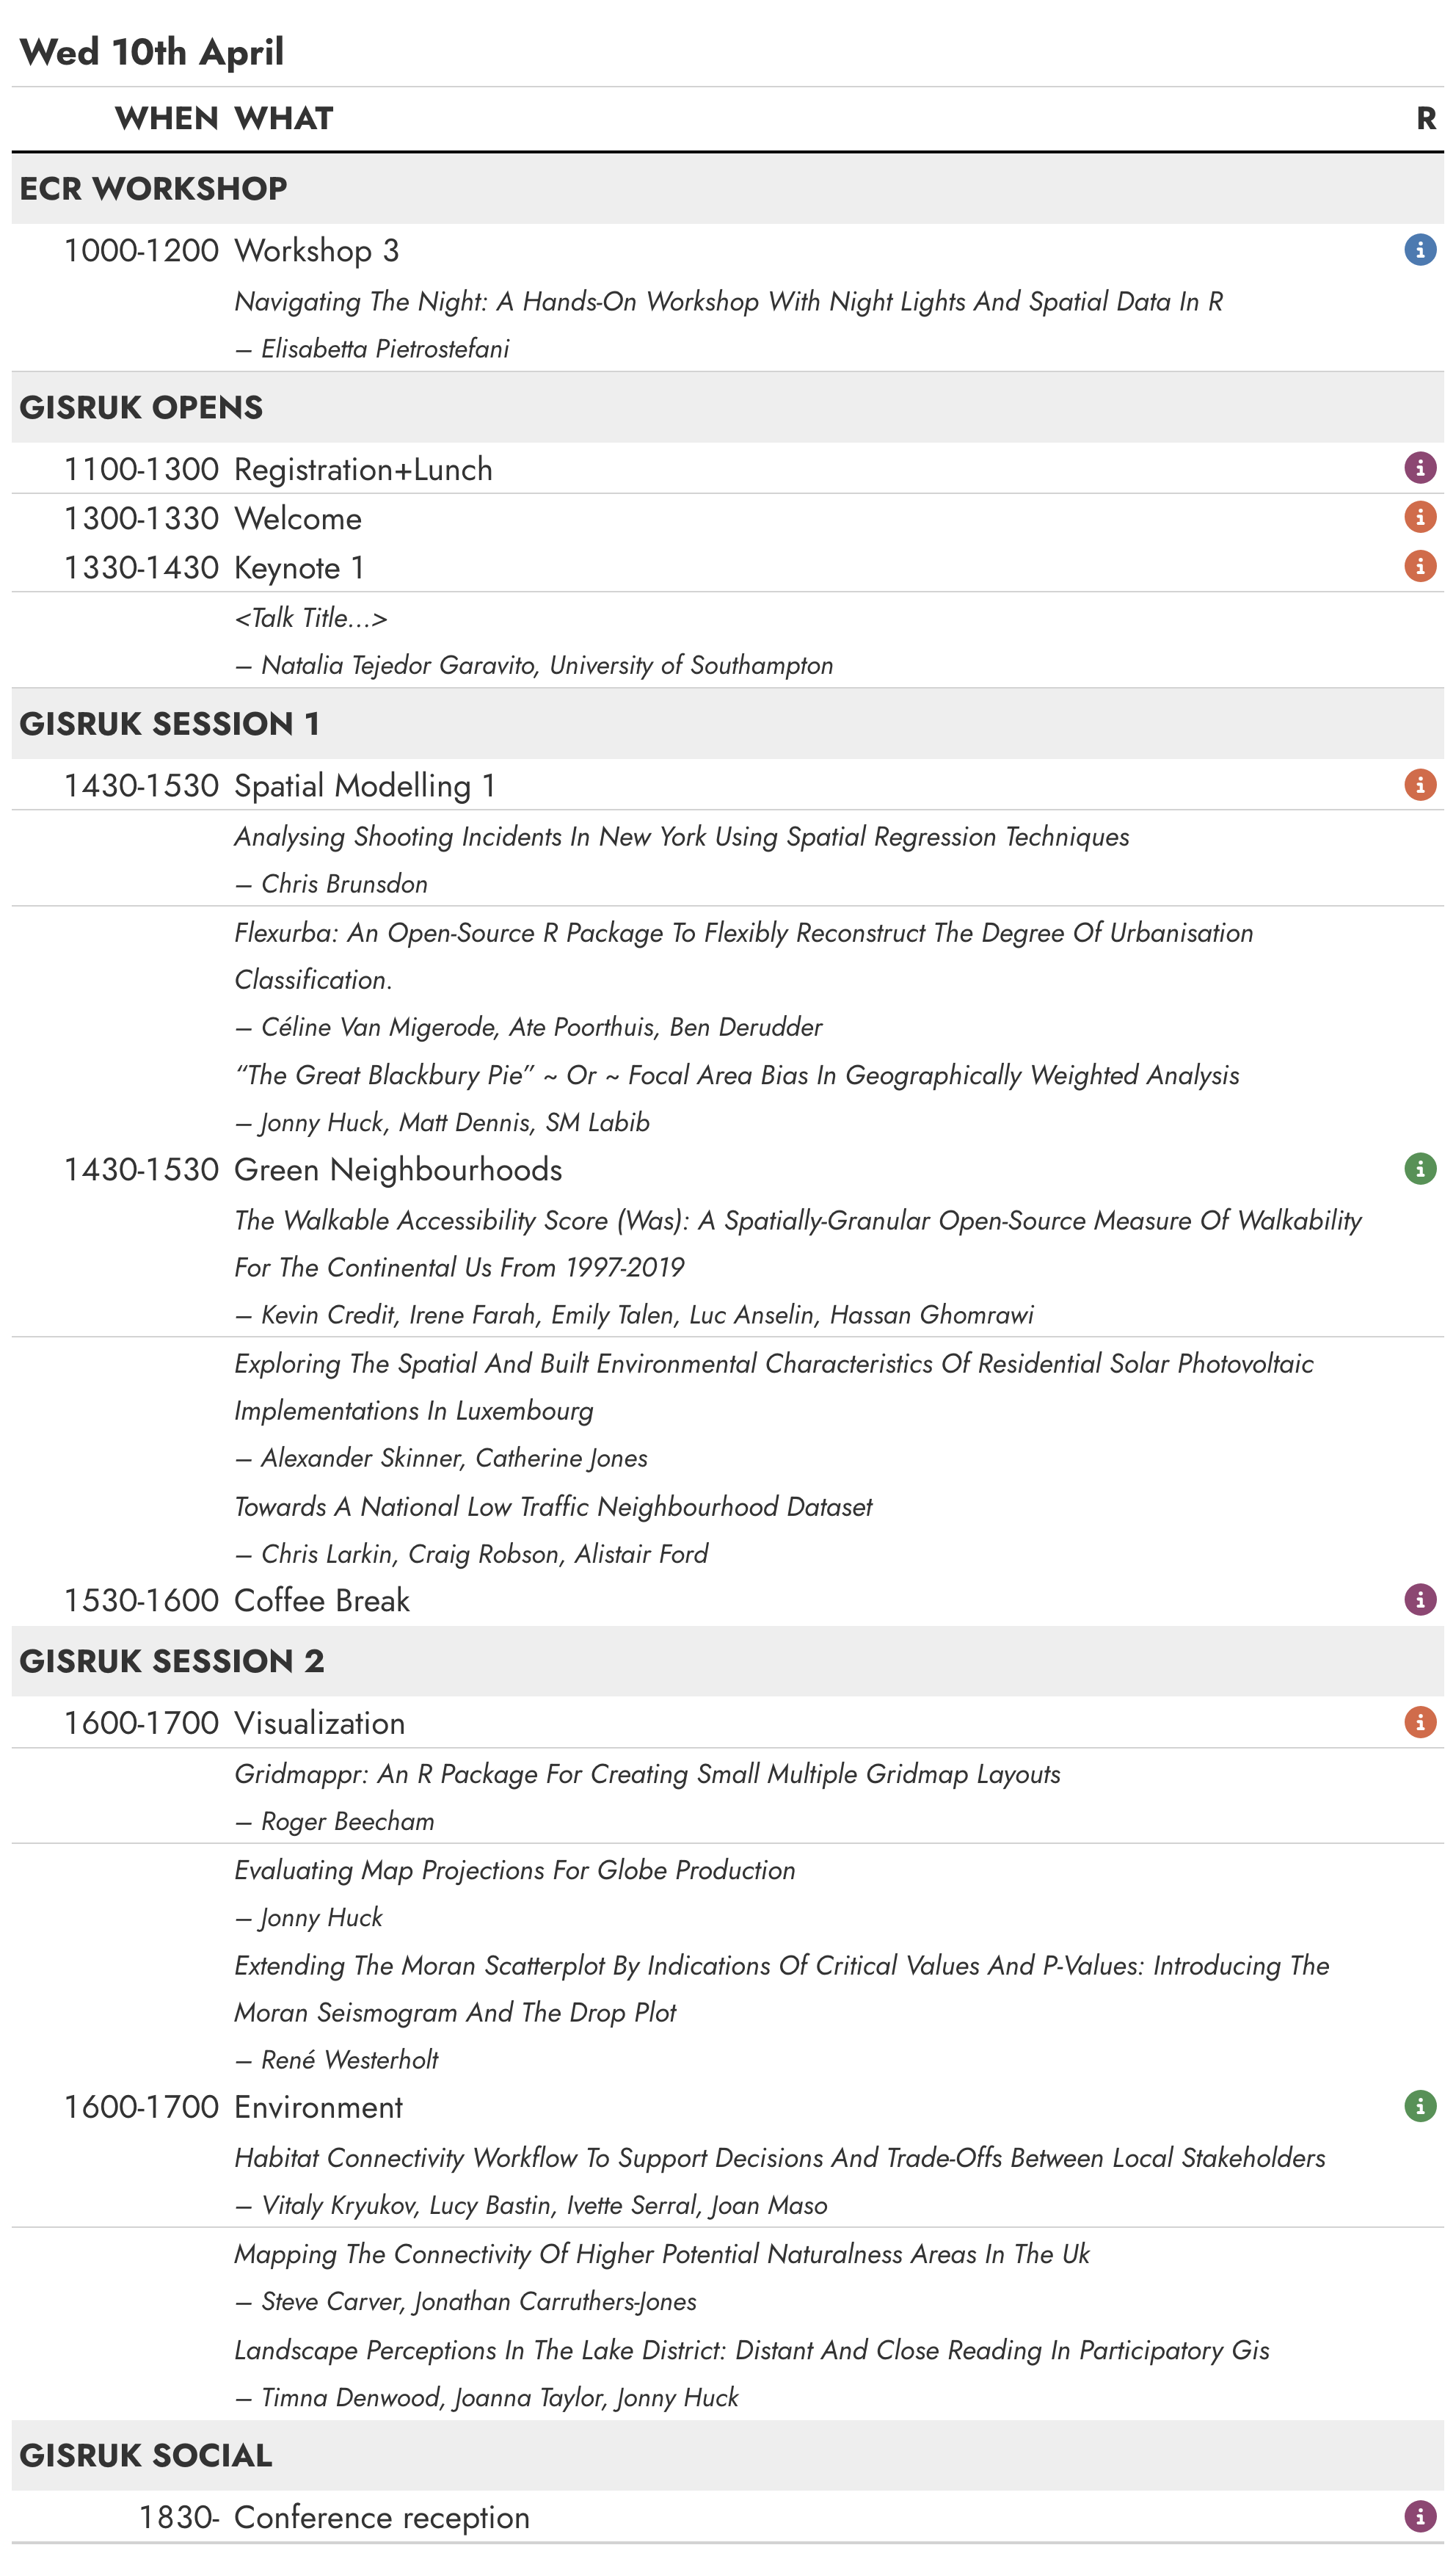 Wed 10th April
WHEN WHAT R
ECR WORKSHOP
1000-1200 Workshop 3 i
Navigating The Night: A Hands-On Workshop With Night Lights And Spatial Data In R
– Elisabetta Pietrostefani
GISRUK OPENS
1100-1300 Registration+Lunch i
1300-1330 Welcome i
1330-1430 Keynote 1 i
<Talk Title...>
– Natalia Tejedor Garavito, University of Southampton
GISRUK SESSION 1
1430-1530 Spatial Modelling 1 i
Analysing Shooting Incidents In New York Using Spatial Regression Techniques
– Chris Brunsdon
Flexurba: An Open-Source R Package To Flexibly Reconstruct The Degree Of Urbanisation
Classification.
– Céline Van Migerode, Ate Poorthuis, Ben Derudder
“The Great Blackbury Pie” ~ Or ~ Focal Area Bias In Geographically Weighted Analysis
– Jonny Huck, Matt Dennis, SM Labib
1430-1530 Green Neighbourhoods i
The Walkable Accessibility Score (Was): A Spatially-Granular Open-Source Measure Of Walkability
For The Continental Us From 1997-2019
– Kevin Credit, Irene Farah, Emily Talen, Luc Anselin, Hassan Ghomrawi
Exploring The Spatial And Built Environmental Characteristics Of Residential Solar Photovoltaic
Implementations In Luxembourg
– Alexander Skinner, Catherine Jones
Towards A National Low Traffic Neighbourhood Dataset
– Chris Larkin, Craig Robson, Alistair Ford
1530-1600 Coffee Break i
GISRUK SESSION 2
1600-1700 Visualization i
Gridmappr: An R Package For Creating Small Multiple Gridmap Layouts
– Roger Beecham
Evaluating Map Projections For Globe Production
– Jonny Huck
Extending The Moran Scatterplot By Indications Of Critical Values And P-Values: Introducing The
Moran Seismogram And The Drop Plot
– René Westerholt
1600-1700 Environment i
Habitat Connectivity Workflow To Support Decisions And Trade-Offs Between Local Stakeholders
– Vitaly Kryukov, Lucy Bastin, Ivette Serral, Joan Maso
Mapping The Connectivity Of Higher Potential Naturalness Areas In The Uk
– Steve Carver, Jonathan Carruthers-Jones
Landscape Perceptions In The Lake District: Distant And Close Reading In Participatory Gis
– Timna Denwood, Joanna Taylor, Jonny Huck
GISRUK SOCIAL
1830- Conference reception i